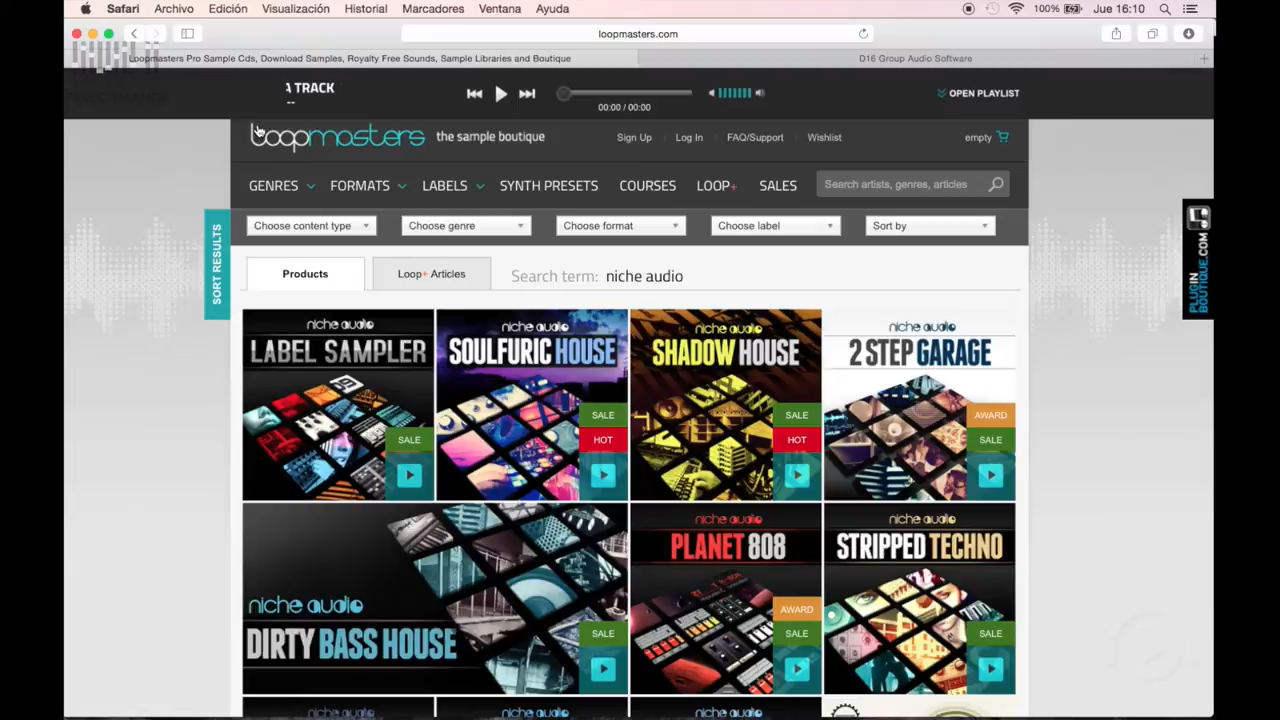 Safari Archivo Edición Visualización Historial Marcadores Ventana Ayuda 100% Jue 16:10
loopmasters.com
Loopmasters Pro Sample Cds, Download Samples, Royalty Free Sounds, Sample Libraries and Boutique D16 Group Audio Software
A TRACK
--
00:00 / 00:00
OPEN PLAYLIST
loopmasters the sample boutique Sign Up Log In FAQ/Support Wishlist empty
GENRES FORMATS LABELS SYNTH PRESETS COURSES LOOP+ SALES Search artists, genres, articles
Choose content type Choose genre Choose format Choose label Sort by
SORT RESULTS
PLUGIN
BOUTIQUE.COM
Products Loop+ Articles Search term: niche audio
niche audio
LABEL SAMPLER
SALE
niche audio
SOULFURIC HOUSE
SALE
HOT
niche audio
SHADOW HOUSE
SALE
HOT
niche audio
2 STEP GARAGE
AWARD
SALE
niche audio
DIRTY BASS HOUSE
SALE
niche audio
PLANET 808
AWARD
SALE
niche audio
STRIPPED TECHNO
SALE
niche audio
niche audio
niche audio